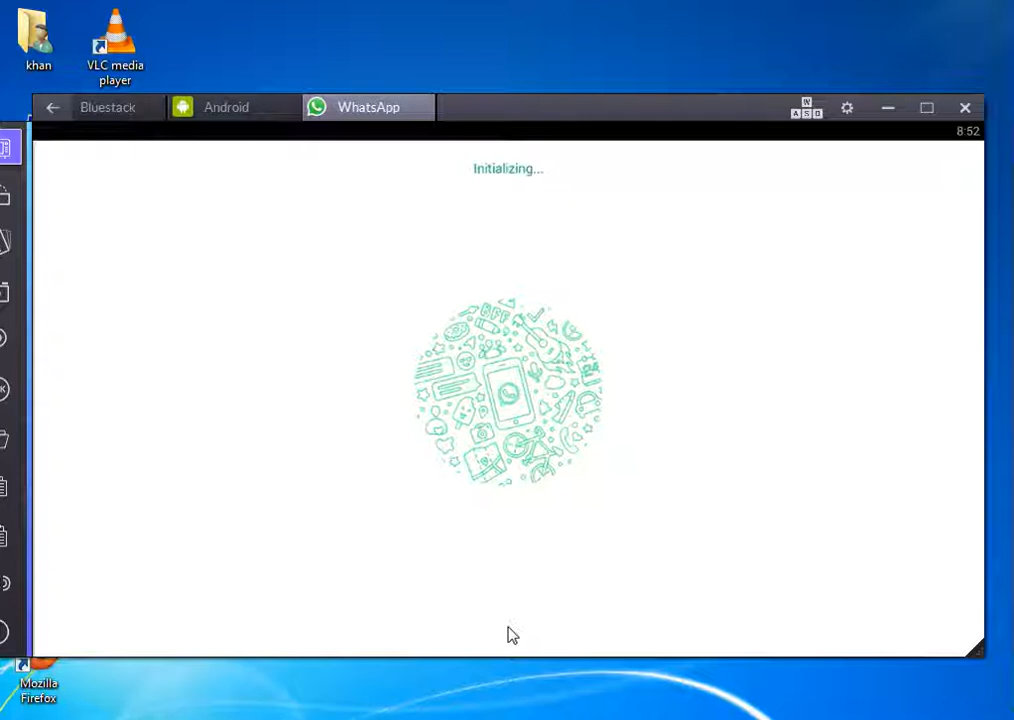 khan
VLC media
player
Bluestack
Android
WhatsApp
W
A S D
8:52
Initializing...
Mozilla
Firefox